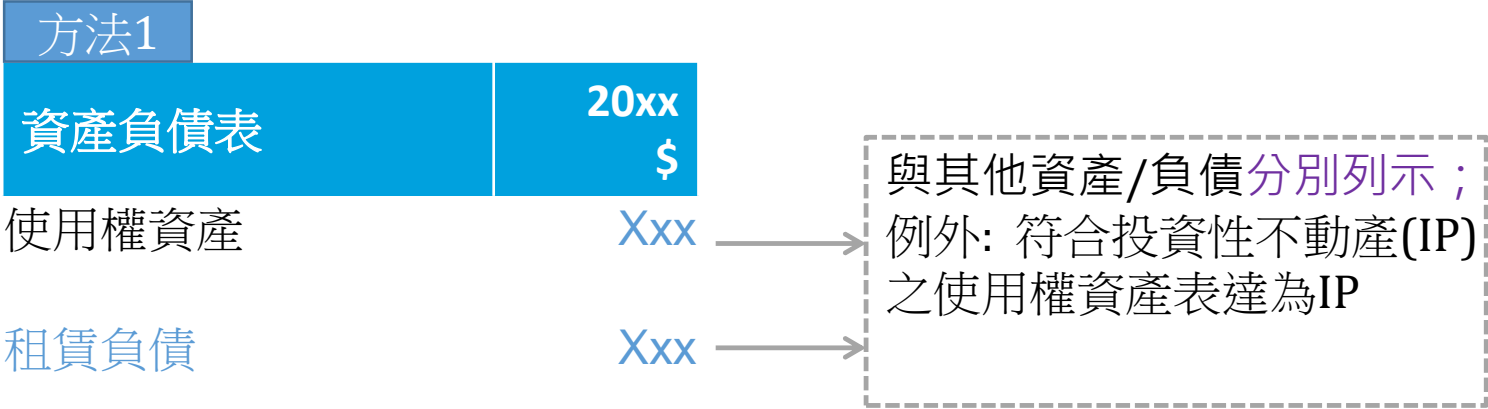 方法1
資產負債表
20xx
$
使用權資產 Xxx
租賃負債 Xxx
與其他資產/負債分別列示；
例外: 符合投資性不動產(IP)
之使用權資產表達為IP